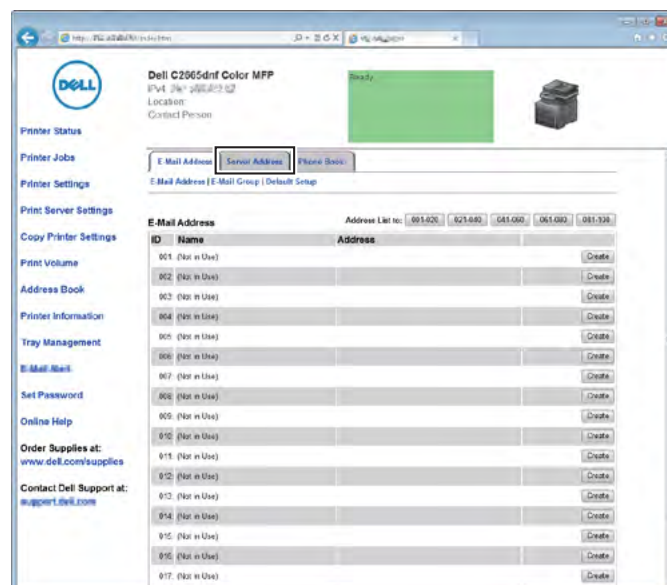 DELL
Dell C2665dnf Color MFP
IPv4:
Location:
Contact Person:
Ready
Printer Status
Printer Jobs
Printer Settings
Print Server Settings
Copy Printer Settings
Print Volume
Address Book
Printer Information
Tray Management
E-Mail Alert
Set Password
Online Help
Order Supplies at:
www.dell.com/supplies
Contact Dell Support at:
support.dell.com
E-Mail Address Server Address Phone Book
E-Mail Address | E-Mail Group | Default Setup
E-Mail Address Address List to: 001-020 021-040 041-060 061-080 081-100
ID Name Address
001 (Not in Use) Create
002 (Not in Use) Create
003 (Not in Use) Create
004 (Not in Use) Create
005 (Not in Use) Create
006 (Not in Use) Create
007 (Not in Use) Create
008 (Not in Use) Create
009 (Not in Use) Create
010 (Not in Use) Create
011 (Not in Use) Create
012 (Not in Use) Create
013 (Not in Use) Create
014 (Not in Use) Create
015 (Not in Use) Create
016 (Not in Use) Create
017 (Not in Use) Create